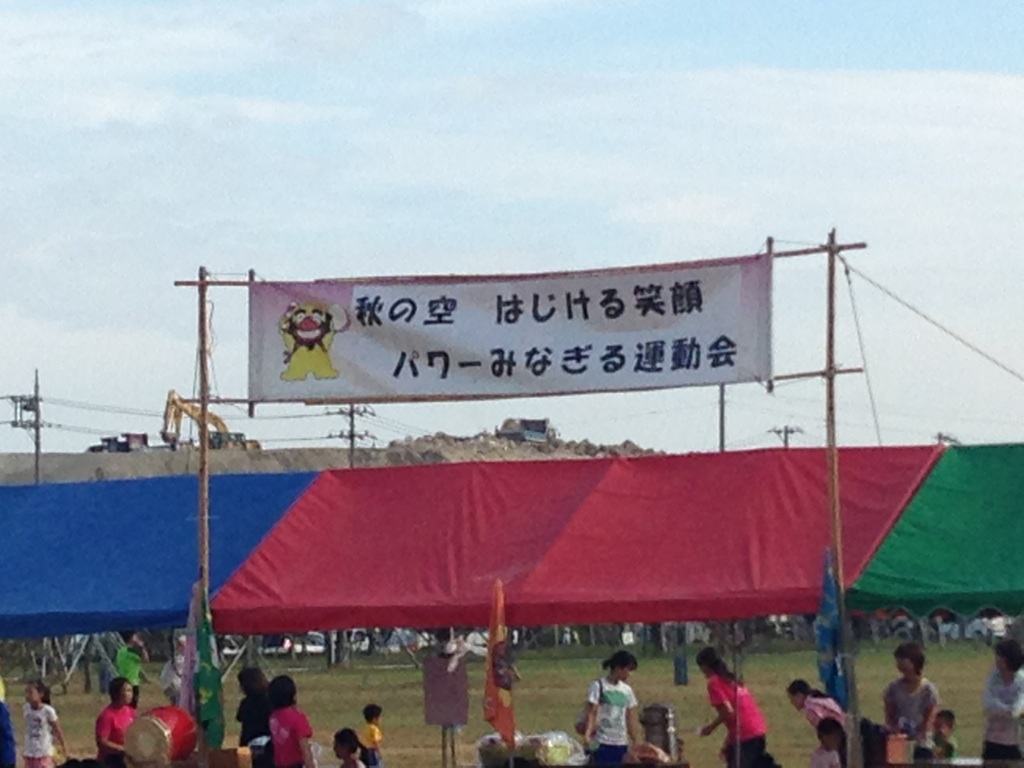 秋の空　はじける笑顔
パワーみなぎる運動会